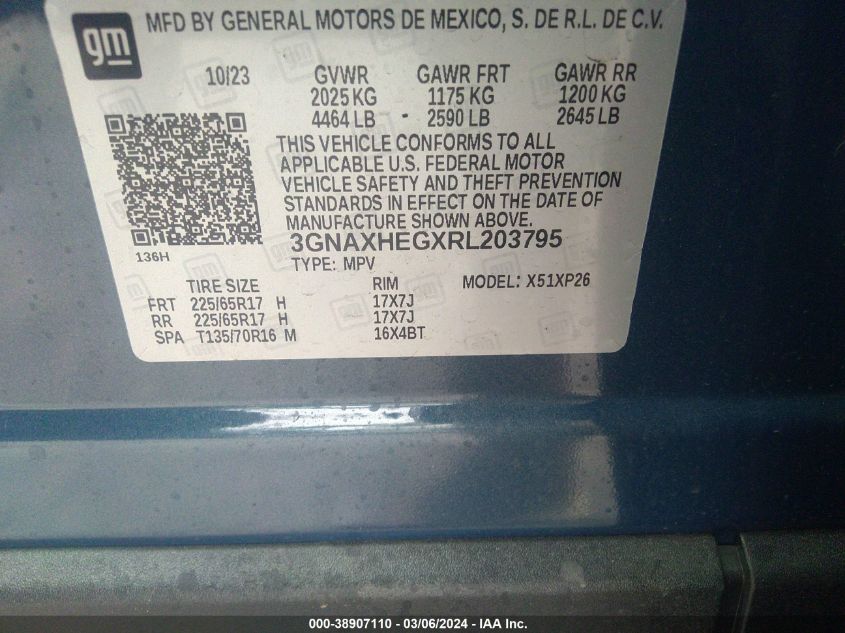 gm
MFD BY GENERAL MOTORS DE MEXICO, S. DE R.L. DE C.V.
10/23 GVWR GAWR FRT GAWR RR
2025 KG 1175 KG 1200 KG
4464 LB 2590 LB 2645 LB
THIS VEHICLE CONFORMS TO ALL
APPLICABLE U.S. FEDERAL MOTOR
VEHICLE SAFETY AND THEFT PREVENTION
STANDARDS IN EFFECT ON THE DATE OF
MANUFACTURE SHOWN ABOVE.
3GNAXHEGXRL203795
136H
TYPE: MPV
TIRE SIZE RIM MODEL: X51XP26
FRT 225/65R17 H 17X7J
RR 225/65R17 H 17X7J
SPA T135/70R16 M 16X4BT
000-38907110 - 03/06/2024 - IAA Inc.